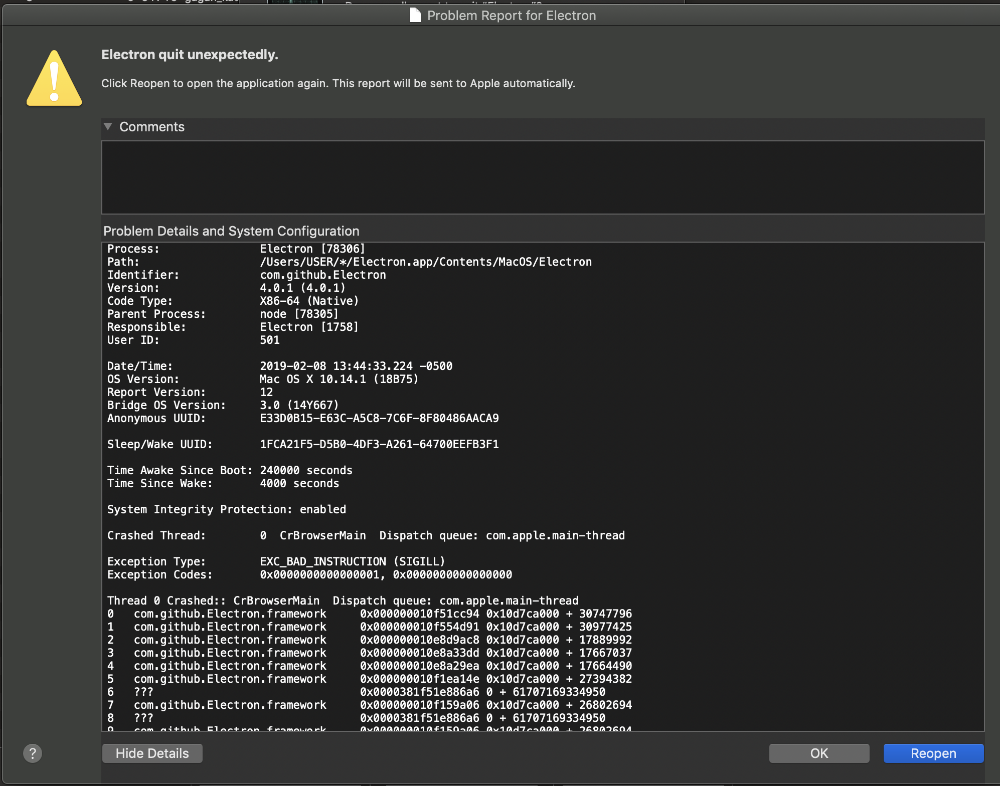 Problem Report for Electron
Electron quit unexpectedly.
Click Reopen to open the application again. This report will be sent to Apple automatically.
Comments
Problem Details and System Configuration
Process: Electron [78306]
Path: /Users/USER/*/Electron.app/Contents/MacOS/Electron
Identifier: com.github.Electron
Version: 4.0.1 (4.0.1)
Code Type: X86-64 (Native)
Parent Process: node [78305]
Responsible: Electron [1758]
User ID: 501
Date/Time: 2019-02-08 13:44:33.224 -0500
OS Version: Mac OS X 10.14.1 (18B75)
Report Version: 12
Bridge OS Version: 3.0 (14Y667)
Anonymous UUID: E33D0B15-E63C-A5C8-7C6F-8F80486AACA9
Sleep/Wake UUID: 1FCA21F5-D5B0-4DF3-A261-64700EEFB3F1
Time Awake Since Boot: 240000 seconds
Time Since Wake: 4000 seconds
System Integrity Protection: enabled
Crashed Thread: 0 CrBrowserMain Dispatch queue: com.apple.main-thread
Exception Type: EXC_BAD_INSTRUCTION (SIGILL)
Exception Codes: 0x0000000000000001, 0x0000000000000000
Thread 0 Crashed:: CrBrowserMain Dispatch queue: com.apple.main-thread
0 com.github.Electron.framework 0x000000010f51cc94 0x10d7ca000 + 30747796
1 com.github.Electron.framework 0x000000010f554d91 0x10d7ca000 + 30977425
2 com.github.Electron.framework 0x000000010e8d9ac8 0x10d7ca000 + 17889992
3 com.github.Electron.framework 0x000000010e8a33dd 0x10d7ca000 + 17667037
4 com.github.Electron.framework 0x000000010e8a29ea 0x10d7ca000 + 17664490
5 com.github.Electron.framework 0x000000010f1ea14e 0x10d7ca000 + 27394382
6 ??? 0x0000381f51e886a6 0 + 61707169334950
7 com.github.Electron.framework 0x000000010f159a06 0x10d7ca000 + 26802694
8 ??? 0x0000381f51e886a6 0 + 61707169334950
9 com.github.Electron.framework 0x000000010f159a06 0x10d7ca000 + 26802694
?
Hide Details
OK
Reopen